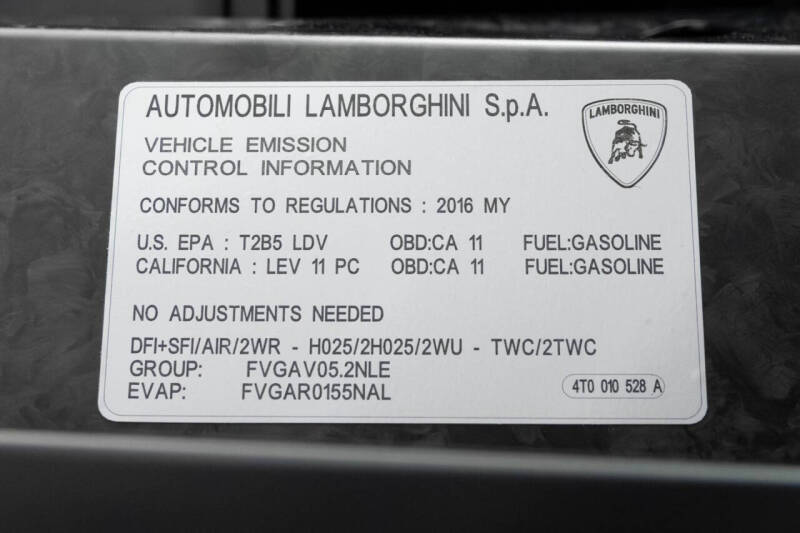 AUTOMOBILI LAMBORGHINI S.p.A.
LAMBORGHINI
VEHICLE EMISSION
CONTROL INFORMATION
CONFORMS TO REGULATIONS : 2016 MY
U.S. EPA : T2B5 LDV OBD:CA 11 FUEL:GASOLINE
CALIFORNIA : LEV 11 PC OBD:CA 11 FUEL:GASOLINE
NO ADJUSTMENTS NEEDED
DFI+SFI/AIR/2WR - H025/2H025/2WU - TWC/2TWC
GROUP: FVGAV05.2NLE
EVAP: FVGAR0155NAL
4T0 010 528 A